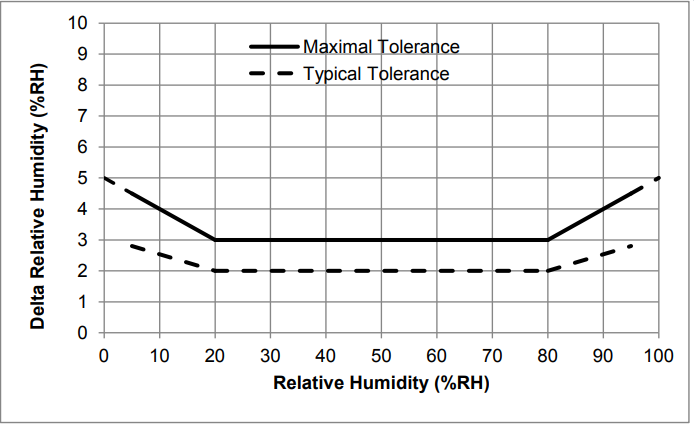 10
9
8
7
6
5
4
3
2
1
0
Delta Relative Humidity (%RH)
Maximal Tolerance
Typical Tolerance
0 10 20 30 40 50 60 70 80 90 100
Relative Humidity (%RH)